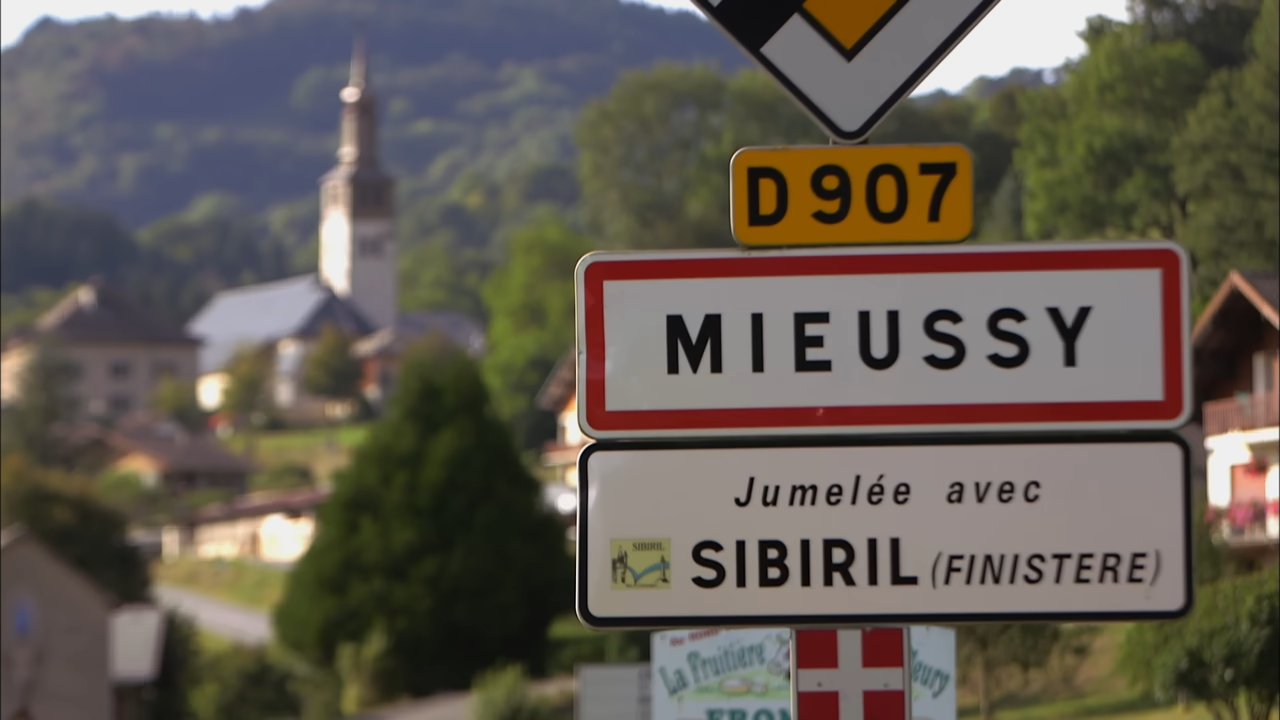 D 907
MIEUSSY
Jumelée avec
SIBIRIL
SIBIRIL (FINISTERE)
La Fruitière